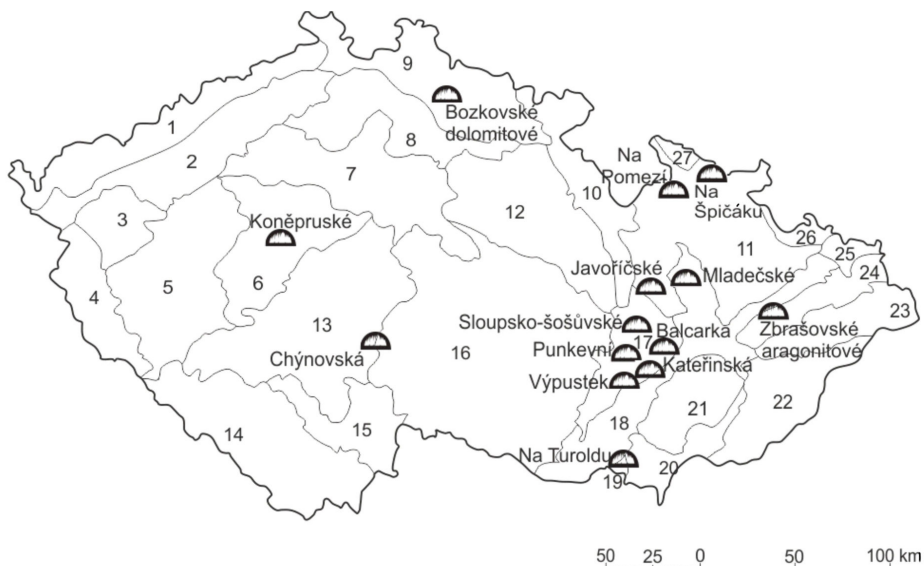 9
Bozkovské
dolomitové
1
8
2
7
Na
Pomezí
27
Na
Špičáku
10
3
Koněpruské
12
11
26
25
24
23
4
5
6
Javoříčské
Mladečské
13
Sloupsko-šošůvské
Balcarka
17
Zbrašovské
aragonitové
Chýnovská
16
Punkevní
Kateřinská
Výpustek
14
15
18
21
22
Na Turoldu
20
19
50 25 0 50 100 km